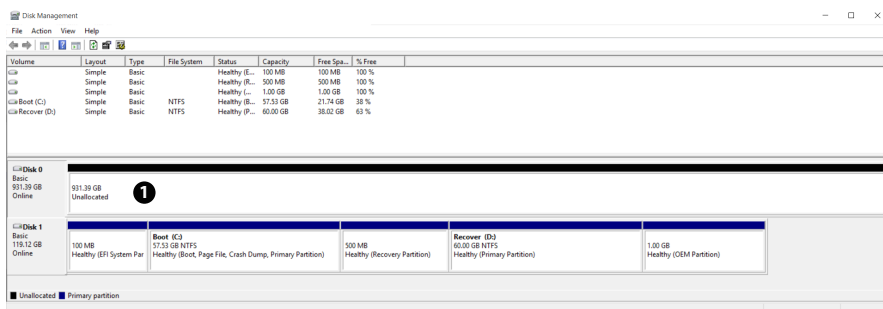 Disk Management
File Action View Help
Volume Layout Type File System Status Capacity Free Spa... % Free
Simple Basic Healthy (E... 100 MB 100 MB 100 %
Simple Basic Healthy (R... 500 MB 500 MB 100 %
Simple Basic Healthy (... 1.00 GB 1.00 GB 100 %
Boot (C:) Simple Basic NTFS Healthy (B... 57.53 GB 21.74 GB 38 %
Recover (D:) Simple Basic NTFS Healthy (P... 60.00 GB 38.02 GB 63 %
Disk 0
Basic
931.39 GB
Online
931.39 GB
Unallocated
1
Disk 1
Basic
119.12 GB
Online
100 MB
Healthy (EFI System Par
Boot (C:)
57.53 GB NTFS
Healthy (Boot, Page File, Crash Dump, Primary Partition)
500 MB
Healthy (Recovery Partition)
Recover (D:)
60.00 GB NTFS
Healthy (Primary Partition)
1.00 GB
Healthy (OEM Partition)
Unallocated Primary partition